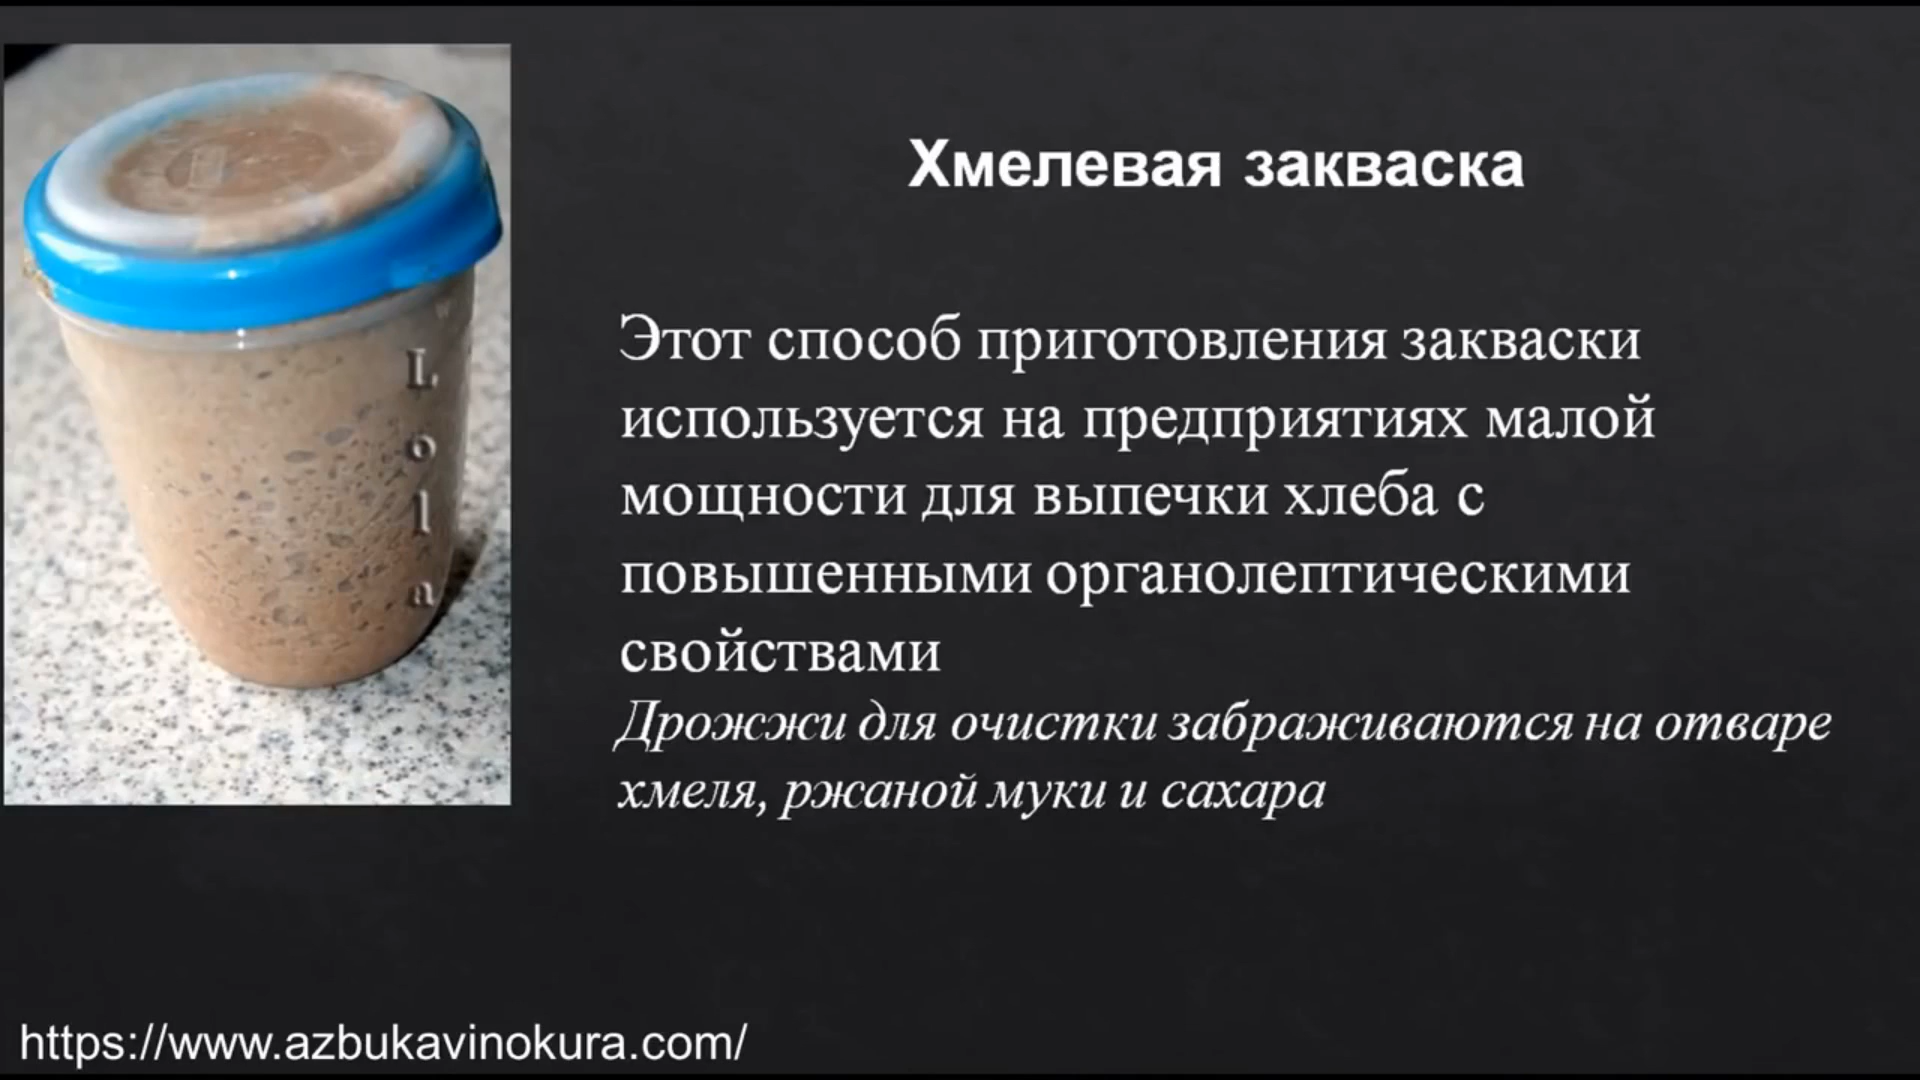 Хмелевая закваска
Этот способ приготовления закваски
используется на предприятиях малой
мощности для выпечки хлеба с
повышенными органолептическими
свойствами
Дрожжи для очистки забраживаются на отваре
хмеля, ржаной муки и сахара
Lola
https://www.azbukavinokura.com/